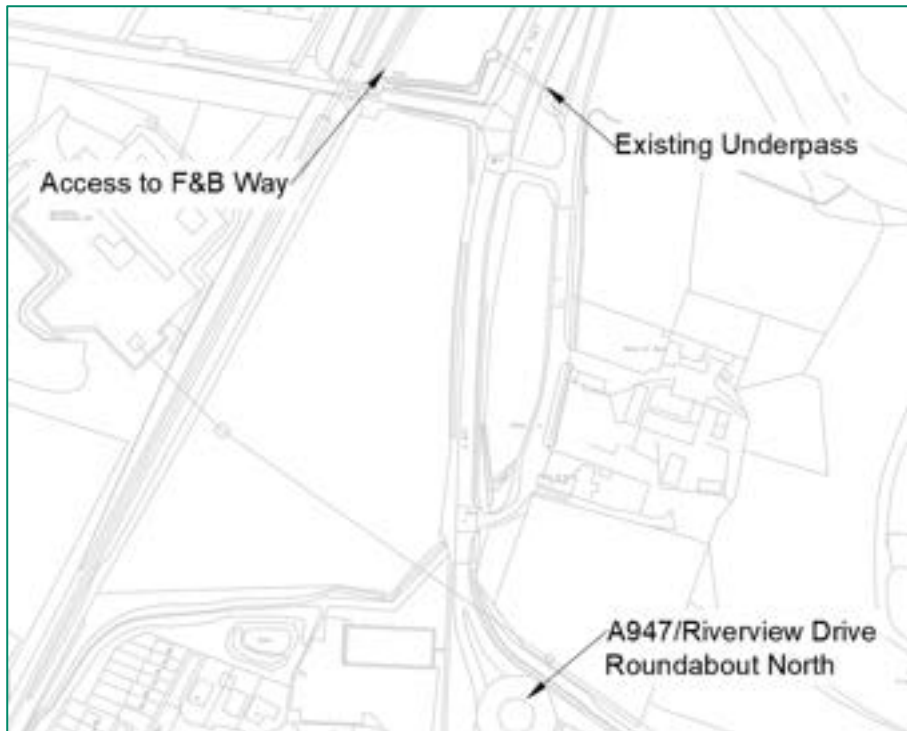 Existing Underpass
Access to F&B Way
A947/Riverview Drive
Roundabout North